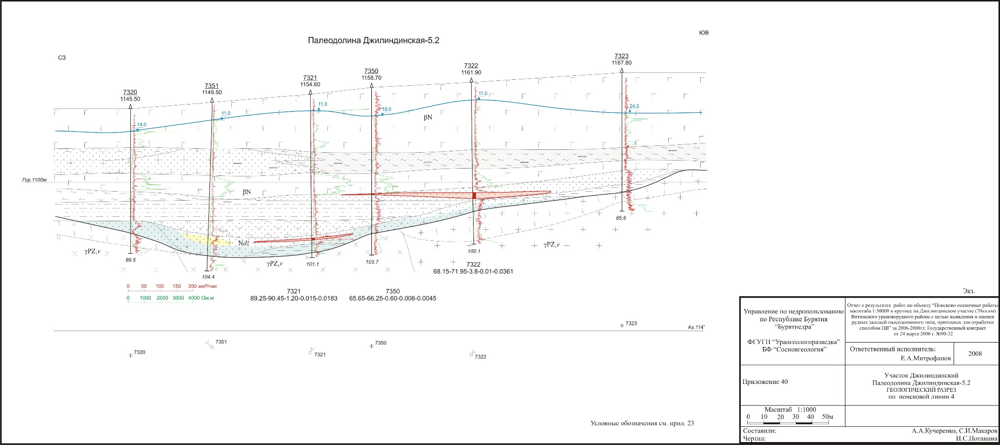 Палеодолина Джилиндинская-5.2
СЗ
ЮВ
7320
1145.50
7351
1149.50
7321
1154.60
7350
1158.70
7322
1161.90
7323
1167.80
14.0
11.0
11.0
18.0
11.0
24.5
βN
Гор.1100м
βN
Ndž
γPZ₁v
γPZ₁v
γPZ₁v
89.5
104.4
101.1
103.7
100.1
85.6
7322
68.15-71.95-3.8-0.01-0.0361
0 50 100 150 200 мкР/час
0 1000 2000 3000 4000 Ом.м
7321
89.25-90.45-1.20-0.015-0.0183
7350
65.65-66.25-0.60-0.008-0.0045
Аз.114°
7320
7351
7321
7350
7322
7323
Условные обозначения см. прил. 23
Экз.
Управление по недропользованию
по Республике Бурятия
“Бурятнедра”
ФГУГП “Урангеологоразведка”
БФ “Сосновгеология”
Отчет о результатах работ по объекту “Поисково-оценочные работы
масштаба 1:50000 и крупнее на Джилиндинском участке (70кв.км)
Витимского урановорудного района с целью выявления и оценки
рудных залежей палеодолинного типа, пригодных для отработки
способом ПВ” за 2006-2008г.г. Государственный контракт
от 24 марта 2006 г. №90-32
Ответственный исполнитель:
Е.А.Митрофанов
2008
Приложение 40
Участок Джилиндинский
Палеодолина Джилиндинская-5.2
ГЕОЛОГИЧЕСКИЙ РАЗРЕЗ
по поисковой линии 4
Масштаб 1:1000
0 10 20 30 40 50м
Составили: А.А.Кучеренко, С.И.Макаров
Чертил: Н.С.Потанина